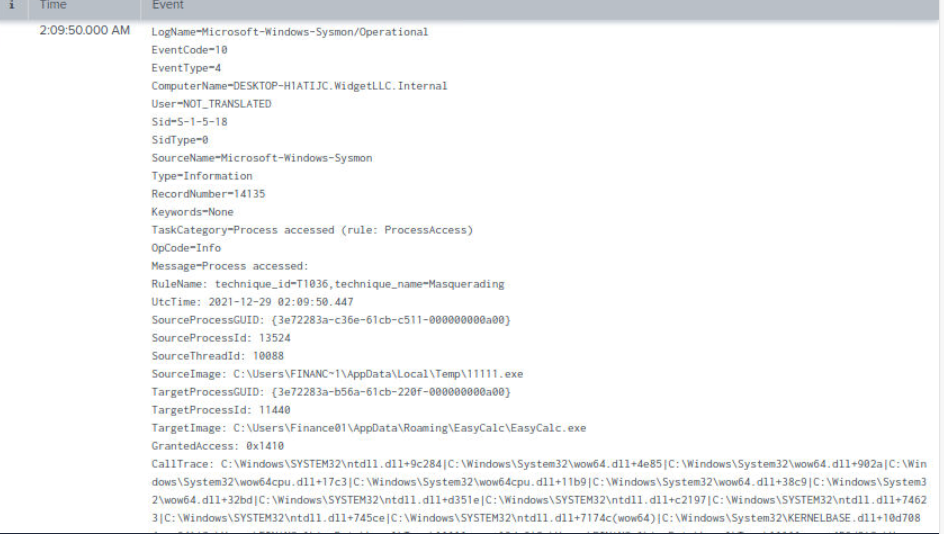 i Time Event
2:09:50.000 AM LogName=Microsoft-Windows-Sysmon/Operational
EventCode=10
EventType=4
ComputerName=DESKTOP-H1ATIJC.WidgetLLC.Internal
User=NOT_TRANSLATED
Sid=S-1-5-18
SidType=0
SourceName=Microsoft-Windows-Sysmon
Type=Information
RecordNumber=14135
Keywords=None
TaskCategory=Process accessed (rule: ProcessAccess)
OpCode=Info
Message=Process accessed:
RuleName: technique_id=T1036,technique_name=Masquerading
UtcTime: 2021-12-29 02:09:50.447
SourceProcessGUID: {3e72283a-c36e-61cb-c511-000000000a00}
SourceProcessId: 13524
SourceThreadId: 10088
SourceImage: C:\Users\FINANC~1\AppData\Local\Temp\11111.exe
TargetProcessGUID: {3e72283a-b56a-61cb-220f-000000000a00}
TargetProcessId: 11440
TargetImage: C:\Users\Finance01\AppData\Roaming\EasyCalc\EasyCalc.exe
GrantedAccess: 0x1410
CallTrace: C:\Windows\SYSTEM32\ntdll.dll+9c284|C:\Windows\System32\wow64.dll+4e85|C:\Windows\System32\wow64.dll+902a|C:\Win
dows\System32\wow64cpu.dll+17c3|C:\Windows\System32\wow64cpu.dll+11b9|C:\Windows\System32\wow64.dll+38c9|C:\Windows\System3
2\wow64.dll+32bd|C:\Windows\SYSTEM32\ntdll.dll+d351e|C:\Windows\SYSTEM32\ntdll.dll+c2197|C:\Windows\SYSTEM32\ntdll.dll+7462
3|C:\Windows\SYSTEM32\ntdll.dll+745ce|C:\Windows\SYSTEM32\ntdll.dll+7174c(wow64)|C:\Windows\System32\KERNELBASE.dll+10d708